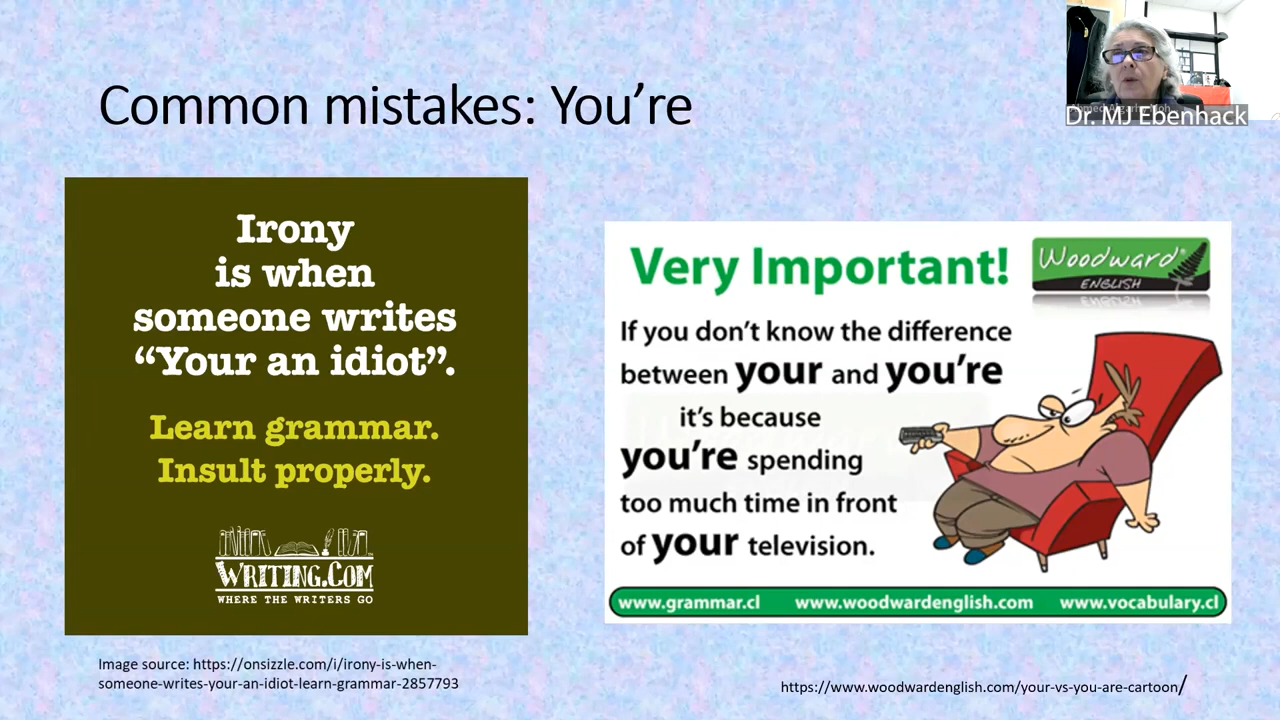 Common mistakes: You’re
Dr. MJ Ebenhack
Irony
is when
someone writes
“Your an idiot”.
Learn grammar.
Insult properly.
WRITING.COM
WHERE THE WRITERS GO
Image source: https://onsizzle.com/i/irony-is-when-
someone-writes-your-an-idiot-learn-grammar-2857793
Very Important!
Woodward®
ENGLISH
If you don’t know the difference
between your and you’re
it’s because
you’re spending
too much time in front
of your television.
www.grammar.cl www.woodwardenglish.com www.vocabulary.cl
https://www.woodwardenglish.com/your-vs-you-are-cartoon/